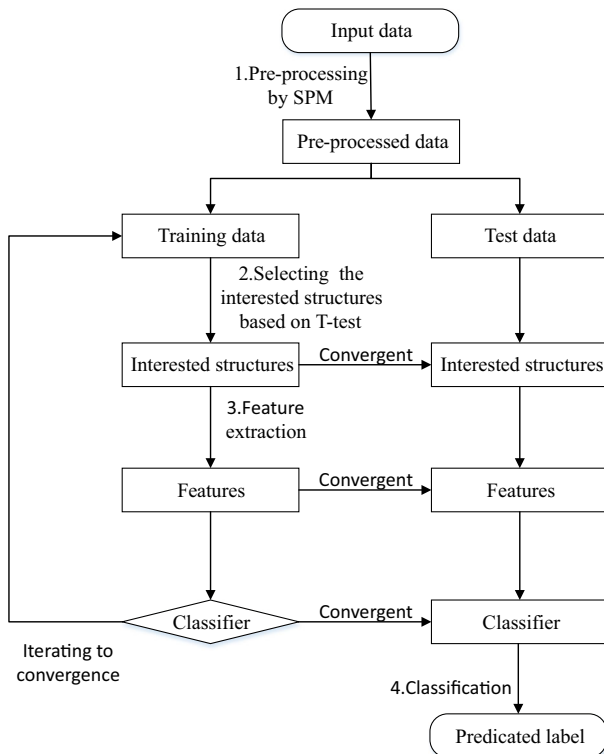 Input data
1.Pre-processing
by SPM
Pre-processed data
Training data
Test data
2.Selecting the
interested structures
based on T-test
Interested structures
Convergent
Interested structures
3.Feature
extraction
Features
Convergent
Features
Classifier
Convergent
Classifier
Iterating to
convergence
4.Classification
Predicated label